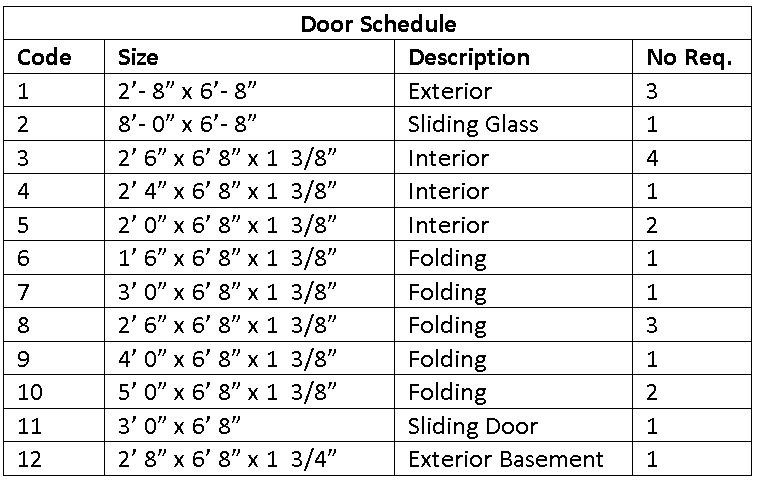 Door Schedule
Code Size Description No Req.
1 2’- 8” x 6’- 8” Exterior 3
2 8’- 0” x 6’- 8” Sliding Glass 1
3 2’ 6” x 6’ 8” x 1  3/8” Interior 4
4 2’ 4” x 6’ 8” x 1  3/8” Interior 1
5 2’ 0” x 6’ 8” x 1  3/8” Interior 2
6 1’ 6” x 6’ 8” x 1  3/8” Folding 1
7 3’ 0” x 6’ 8” x 1  3/8” Folding 1
8 2’ 6” x 6’ 8” x 1  3/8” Folding 3
9 4’ 0” x 6’ 8” x 1  3/8” Folding 1
10 5’ 0” x 6’ 8” x 1  3/8” Folding 2
11 3’ 0” x 6’ 8” Sliding Door 1
12 2’ 8” x 6’ 8” x 1  3/4” Exterior Basement 1